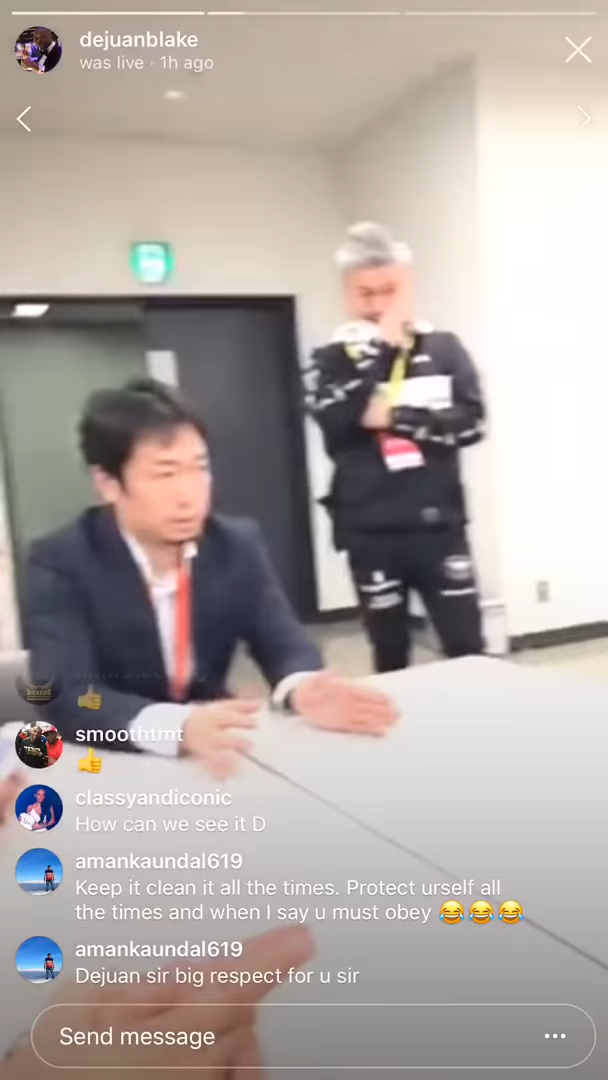 dejuanblake
was live · 1h ago
👍
smoothtmt
👍
classyandiconic
How can we see it D
amankaundal619
Keep it clean it all the times. Protect urself all
the times and when I say u must obey 😂😂😂
amankaundal619
Dejuan sir big respect for u sir
Send message